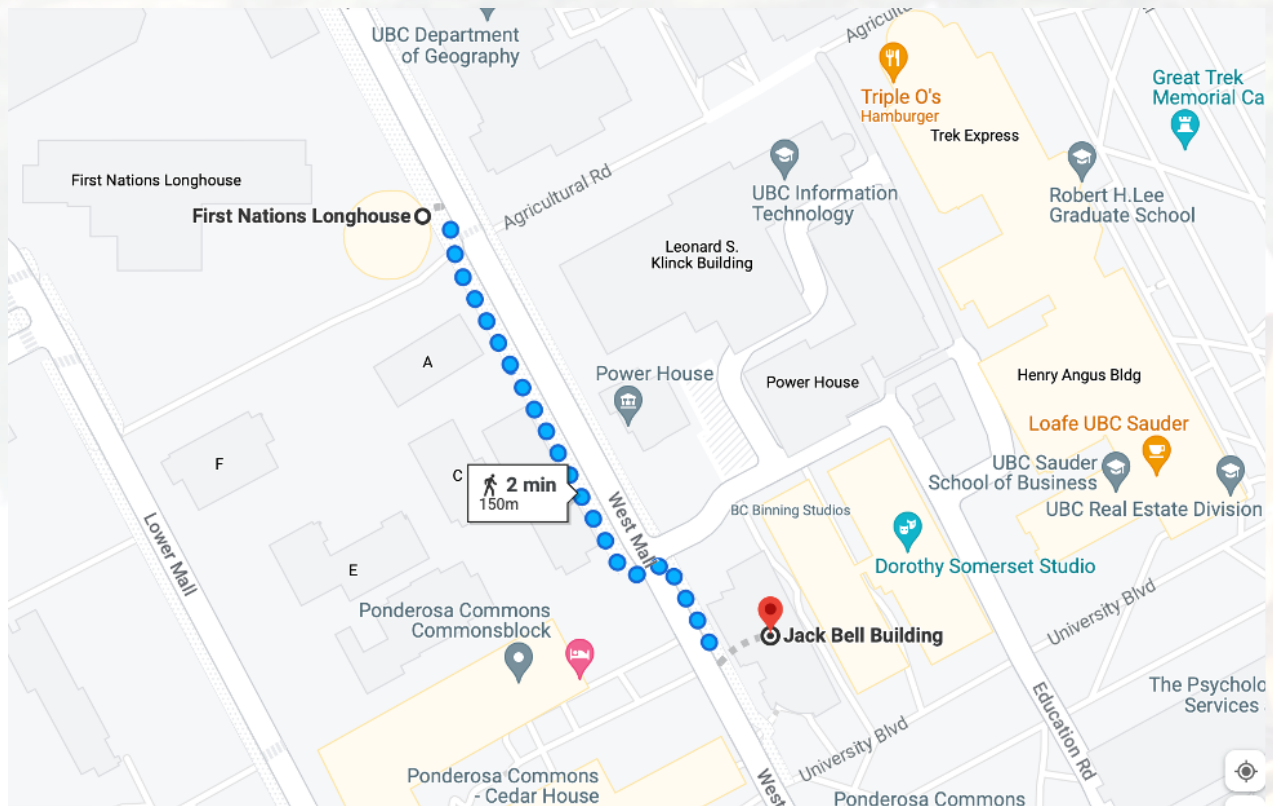 UBC Department
of Geography
Agricultural
Triple O's
Hamburger
Trek Express
Great Trek
Memorial Ca
First Nations Longhouse
First Nations Longhouse
Agricultural Rd
UBC Information
Technology
Robert H.Lee
Graduate School
Leonard S.
Klinck Building
A
Power House
Power House
Henry Angus Bldg
Loafe UBC Sauder
F
C
2 min
150m
UBC Sauder
School of Business
UBC Real Estate Division
West Mall
BC Binning Studios
Lower Mall
E
Dorothy Somerset Studio
Ponderosa Commons
Commonsblock
Jack Bell Building
University Blvd
The Psycholo
Services
Education Rd
University Blvd
West
Ponderosa Commons
- Cedar House
Ponderosa Commons